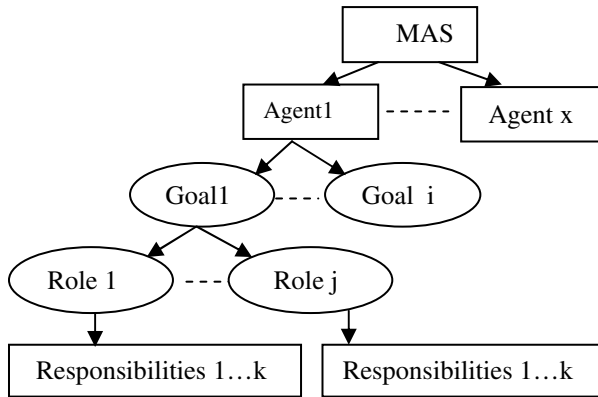 MAS
Agent1
Agent x
Goal1
Goal i
Role 1
Role j
Responsibilities 1…k
Responsibilities 1…k